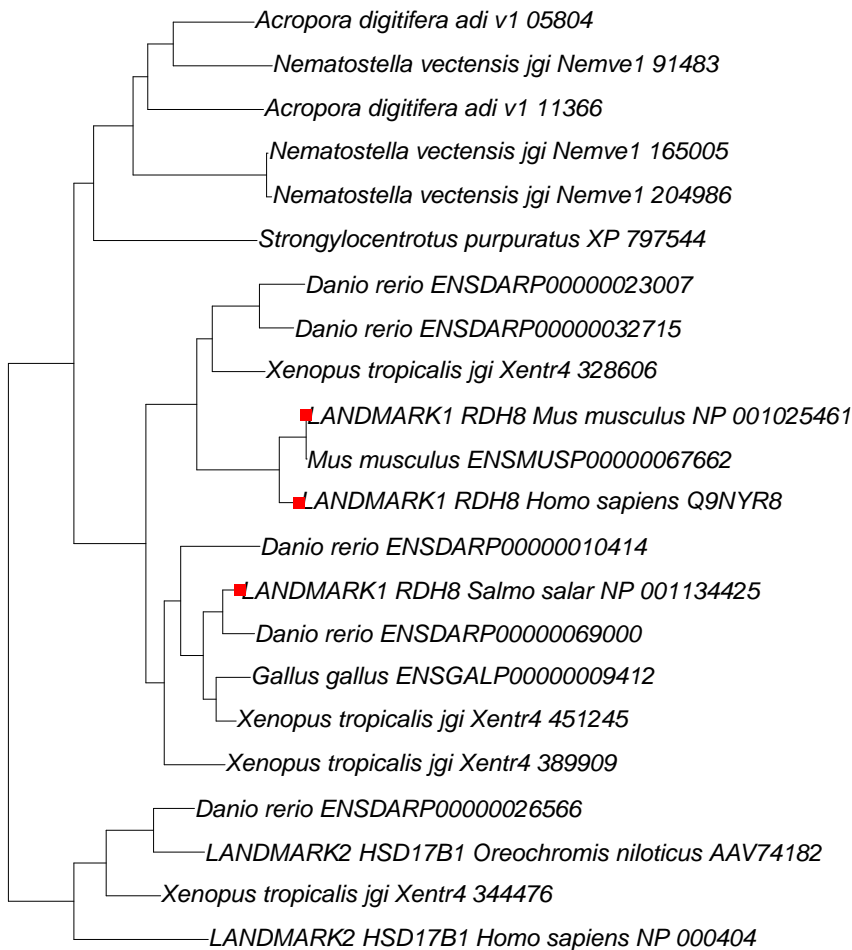 Acropora digitifera adi v1 05804
Nematostella vectensis jgi Nemve1 91483
Acropora digitifera adi v1 11366
Nematostella vectensis jgi Nemve1 165005
Nematostella vectensis jgi Nemve1 204986
Strongylocentrotus purpuratus XP 797544
Danio rerio ENSDARP00000023007
Danio rerio ENSDARP00000032715
Xenopus tropicalis jgi Xentr4 328606
LANDMARK1 RDH8 Mus musculus NP 001025461
Mus musculus ENSMUSP00000067662
LANDMARK1 RDH8 Homo sapiens Q9NYR8
Danio rerio ENSDARP00000010414
LANDMARK1 RDH8 Salmo salar NP 001134425
Danio rerio ENSDARP00000069000
Gallus gallus ENSGALP00000009412
Xenopus tropicalis jgi Xentr4 451245
Xenopus tropicalis jgi Xentr4 389909
Danio rerio ENSDARP00000026566
LANDMARK2 HSD17B1 Oreochromis niloticus AAV74182
Xenopus tropicalis jgi Xentr4 344476
LANDMARK2 HSD17B1 Homo sapiens NP 000404